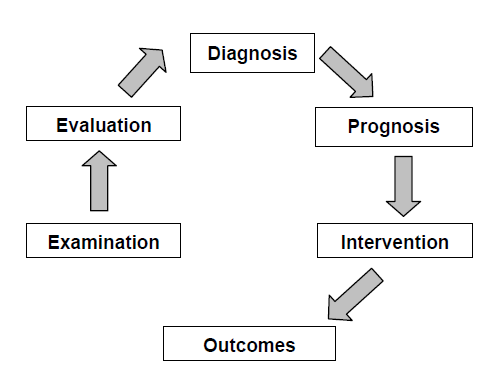 Diagnosis
Evaluation
Prognosis
Examination
Intervention
Outcomes